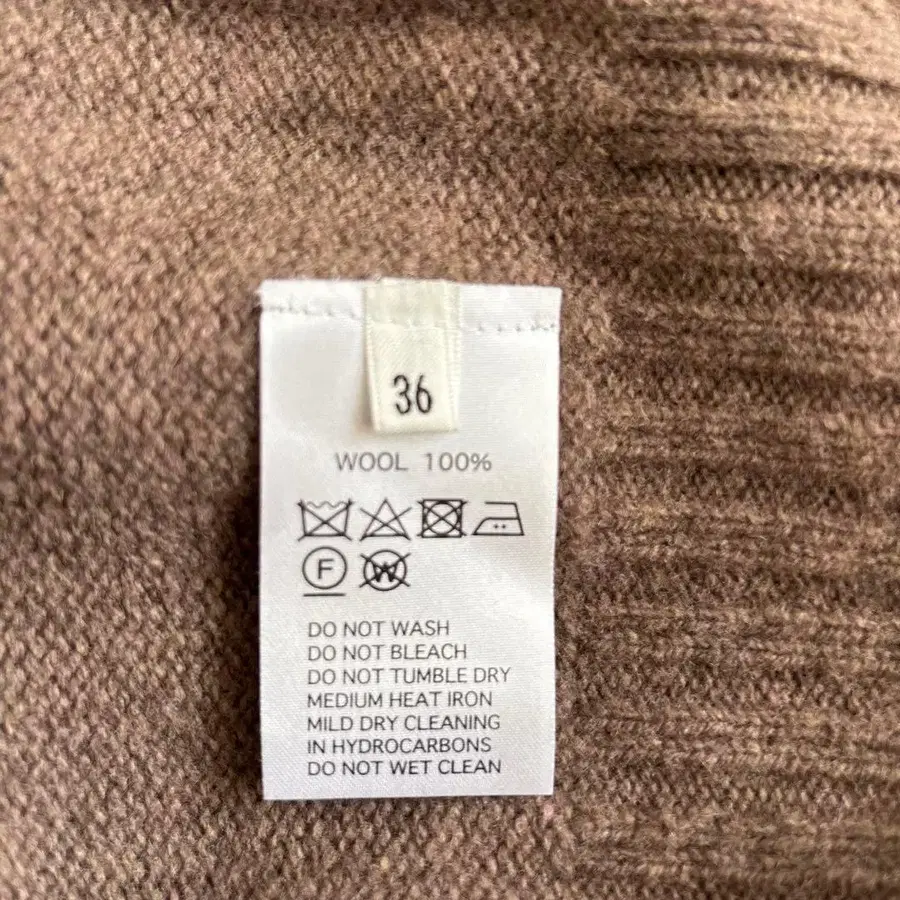 36
WOOL 100%
F W
DO NOT WASH
DO NOT BLEACH
DO NOT TUMBLE DRY
MEDIUM HEAT IRON
MILD DRY CLEANING
IN HYDROCARBONS
DO NOT WET CLEAN